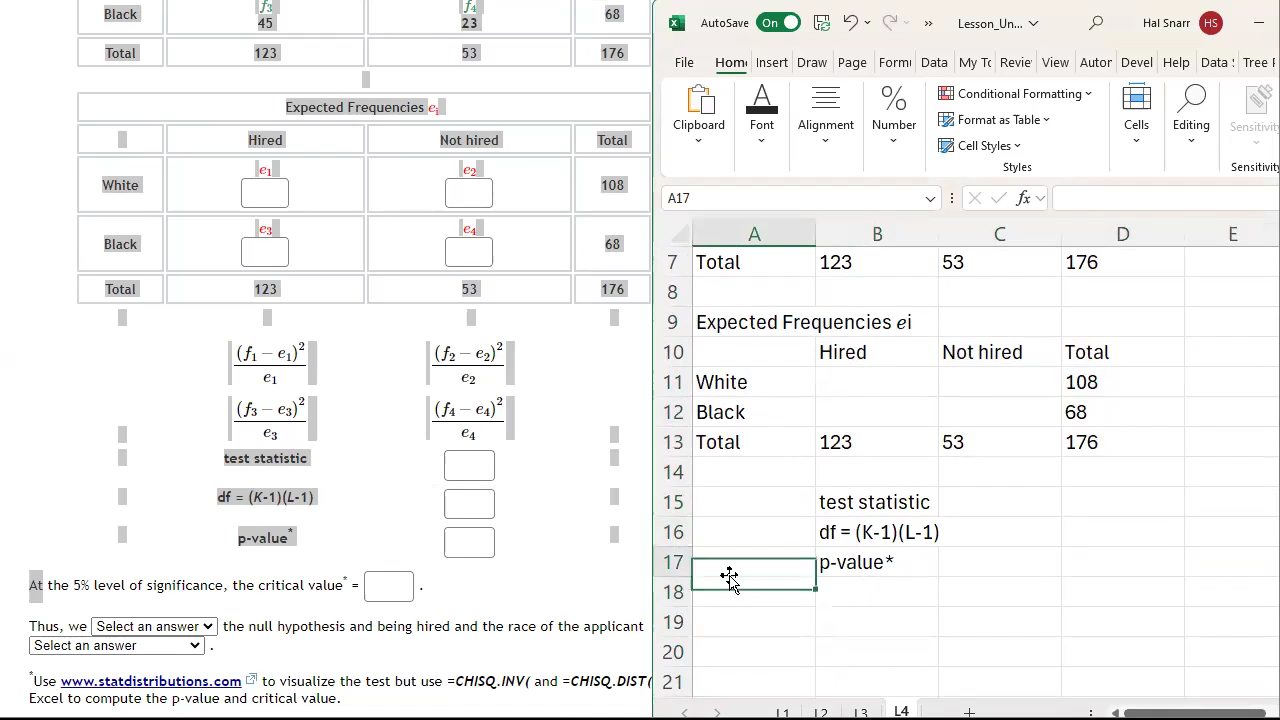 f3 f4
Black 45 23 68
Total 123 53 176
Expected Frequencies ei
Hired Not hired Total
e1 e2
White 108
e3 e4
Black 68
Total 123 53 176
(f1 − e1)² / e1 (f2 − e2)² / e2
(f3 − e3)² / e3 (f4 − e4)² / e4
test statistic
df = (K-1)(L-1)
p-value*
At the 5% level of significance, the critical value* = .
Thus, we Select an answer the null hypothesis and being hired and the race of the applicant
Select an answer .
*Use www.statdistributions.com to visualize the test but use =CHISQ.INV( and =CHISQ.DIST(
Excel to compute the p-value and critical value.
AutoSave On » Lesson_Un... Hal Snarr HS
File Home Insert Draw Page Formu Data My To Revie View Autor Devel Help Data Tree
Clipboard Font Alignment Number Conditional Formatting Cells Editing Sensitivit
Format as Table
Cell Styles
Styles Sensitivity
A17 fx
A B C D E
7 Total 123 53 176
8
9 Expected Frequencies ei
10 Hired Not hired Total
11 White 108
12 Black 68
13 Total 123 53 176
14
15 test statistic
16 df = (K-1)(L-1)
17 p-value*
18
19
20
21
L1 L2 L3 L4